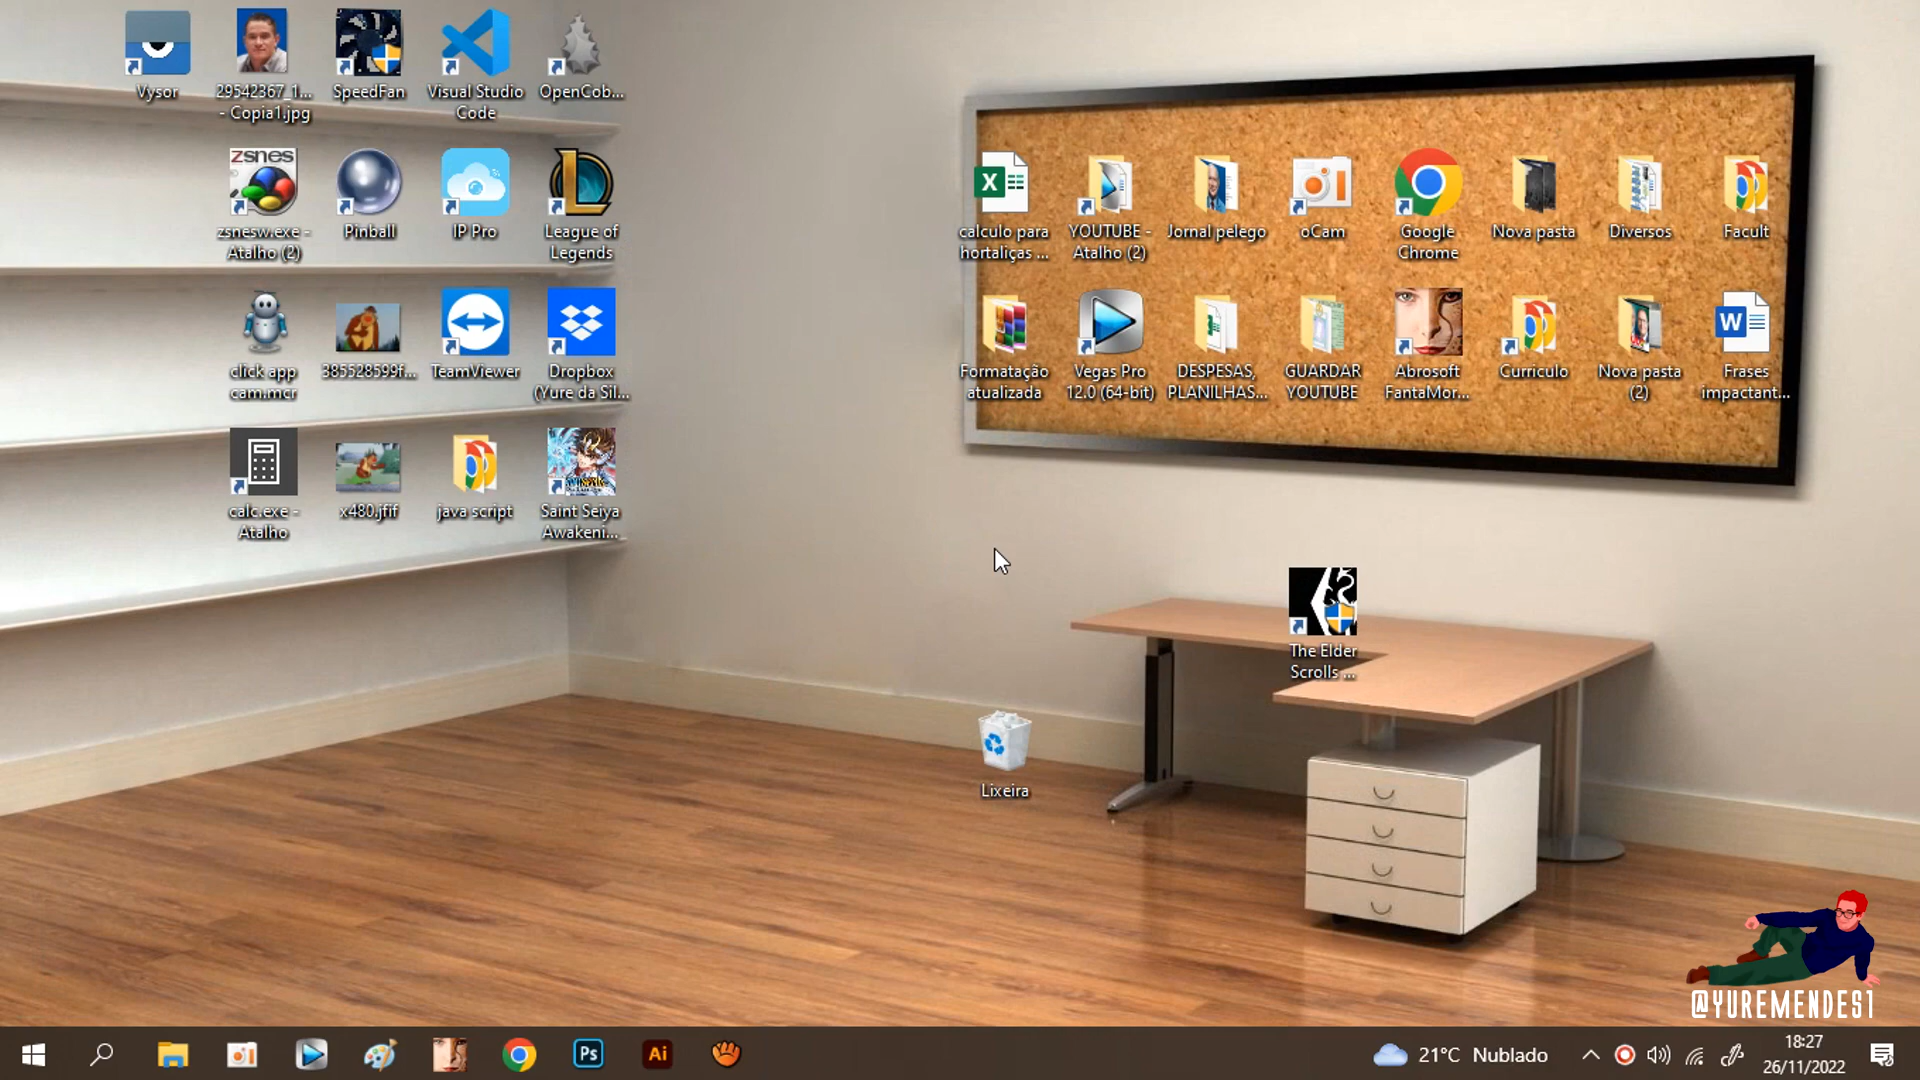 Vysor
29542367_1...
- Copia1.jpg
SpeedFan
Visual Studio
Code
OpenCob...
zsnes
zsnesw.exe -
Atalho (2)
Pinball
IP Pro
League of
Legends
click app
cam.mcr
385528599f...
TeamViewer
Dropbox
(Yure da Sil...
calc.exe -
Atalho
x480.jfif
java script
Saint Seiya
Awakeni...
X
calculo para
hortaliças ...
YOUTUBE -
Atalho (2)
Jornal pelego
oCam
Google
Chrome
Nova pasta
Diversos
Facult
Formatação
atualizada
Vegas Pro
12.0 (64-bit)
DESPESAS,
PLANILHAS...
GUARDAR
YOUTUBE
Abrosoft
FantaMor...
Curriculo
Nova pasta
(2)
W
Frases
impactant...
The Elder
Scrolls ...
Lixeira
@YUREMENDES1
Ps
Ai
21°C Nublado
18:27
26/11/2022